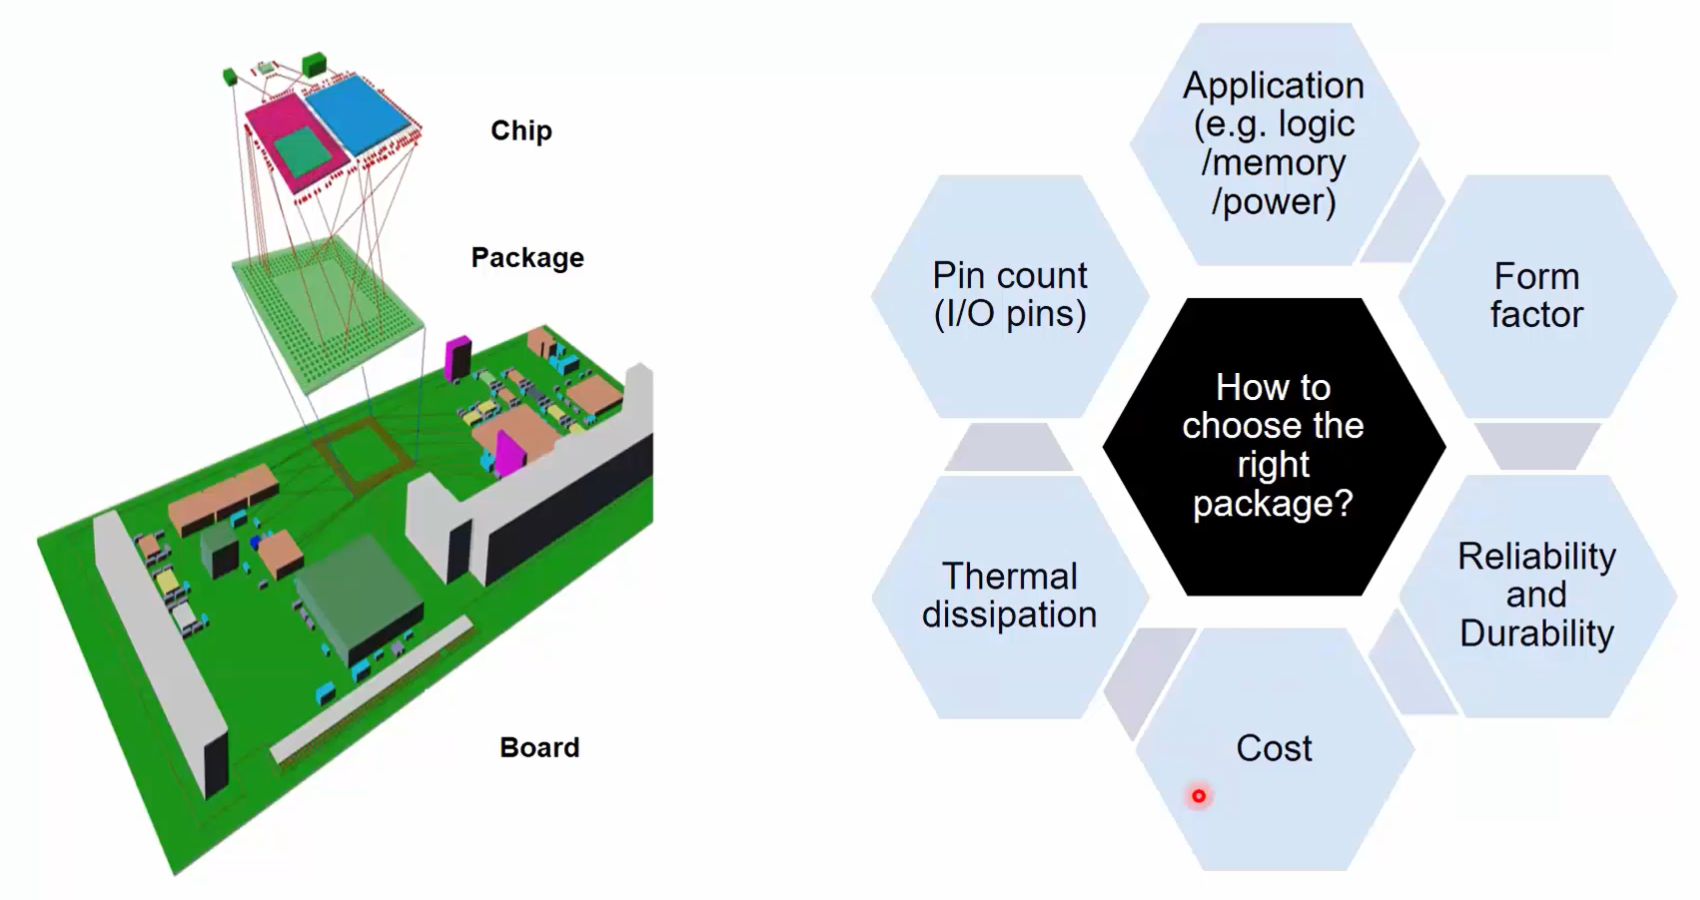 Chip
Package
Board
Application
(e.g. logic
/memory
/power)
Pin count
(I/O pins)
Form
factor
How to
choose the
right
package?
Thermal
dissipation
Reliability
and
Durability
Cost